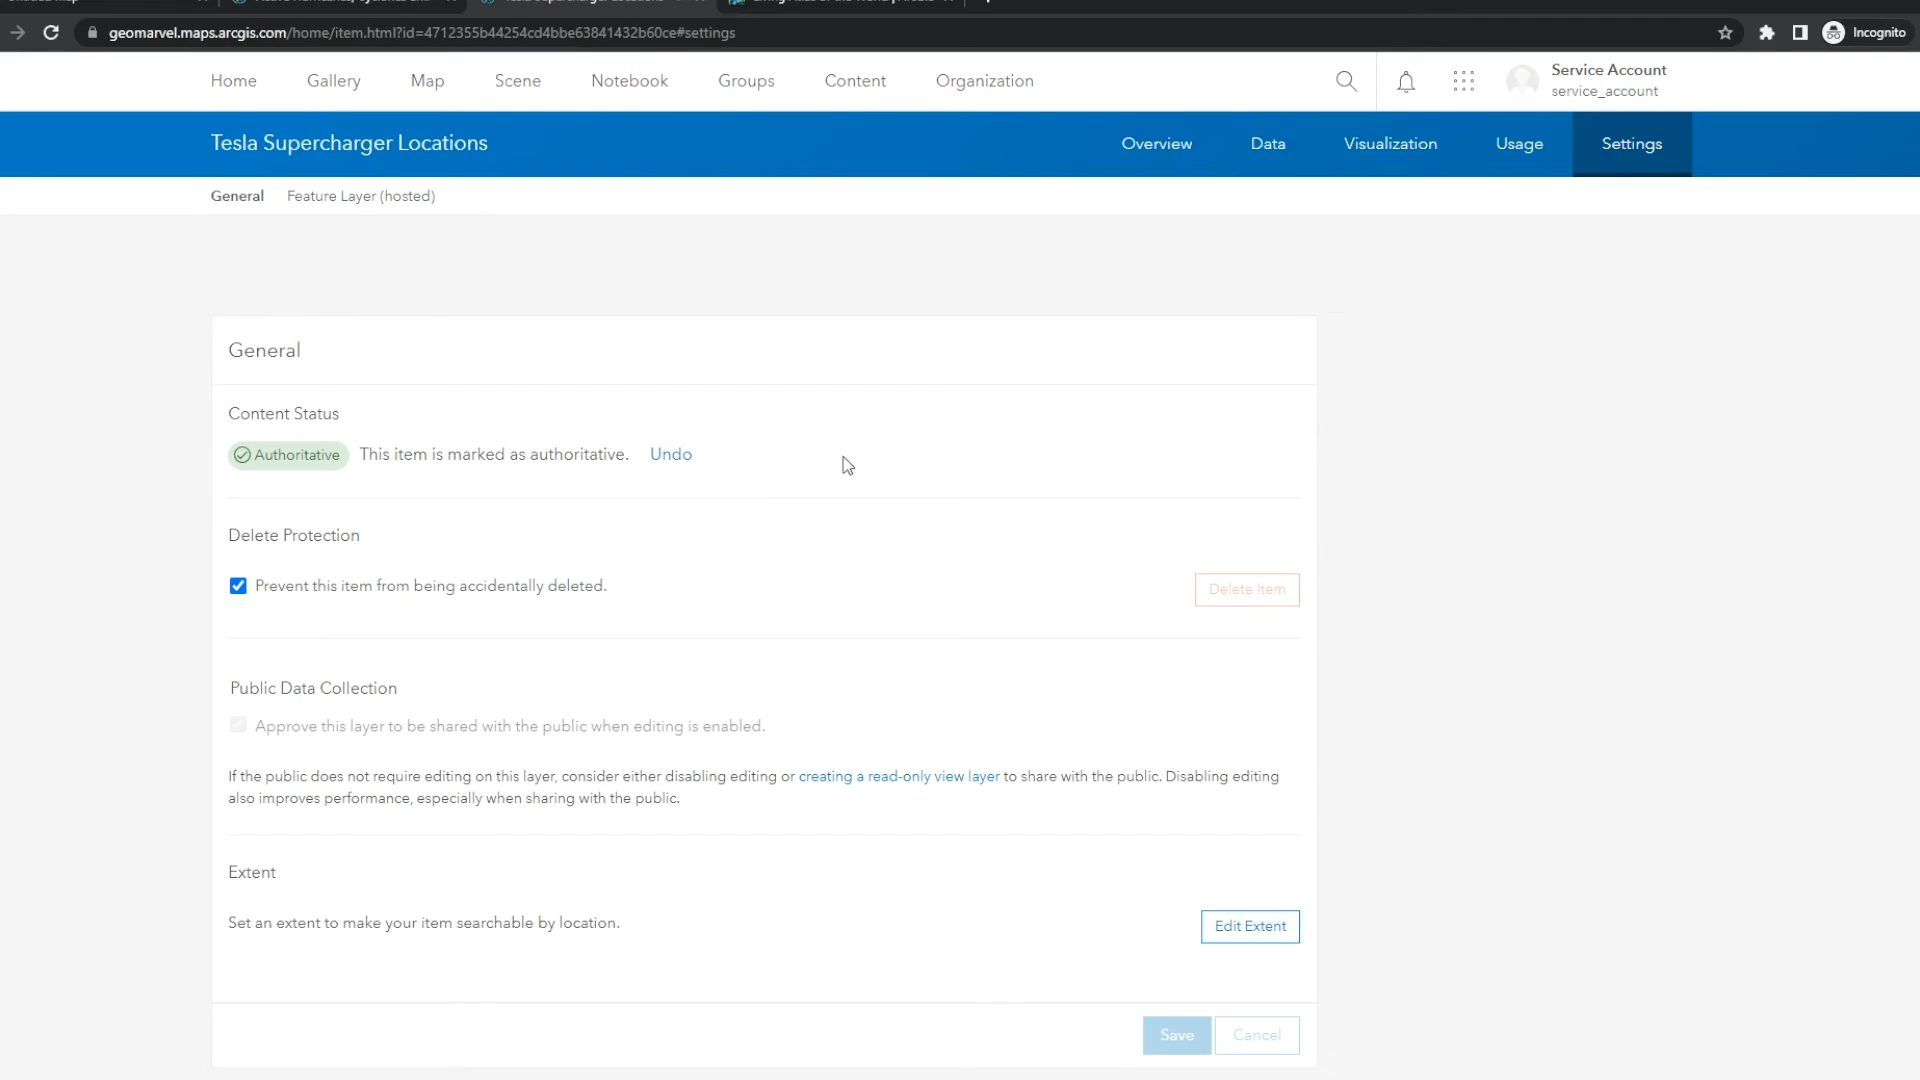 geomarvel.maps.arcgis.com/home/item.html?id=4712355b44254cd4bbe63841432b60ce#settings
Incognito
Home
Gallery
Map
Scene
Notebook
Groups
Content
Organization
Service Account
service_account
Tesla Supercharger Locations
Overview
Data
Visualization
Usage
Settings
General
Feature Layer (hosted)
General
Content Status
Authoritative
This item is marked as authoritative.
Undo
Delete Protection
Prevent this item from being accidentally deleted.
Delete Item
Public Data Collection
Approve this layer to be shared with the public when editing is enabled.
If the public does not require editing on this layer, consider either disabling editing or creating a read-only view layer to share with the public. Disabling editing
also improves performance, especially when sharing with the public.
Extent
Set an extent to make your item searchable by location.
Edit Extent
Save
Cancel